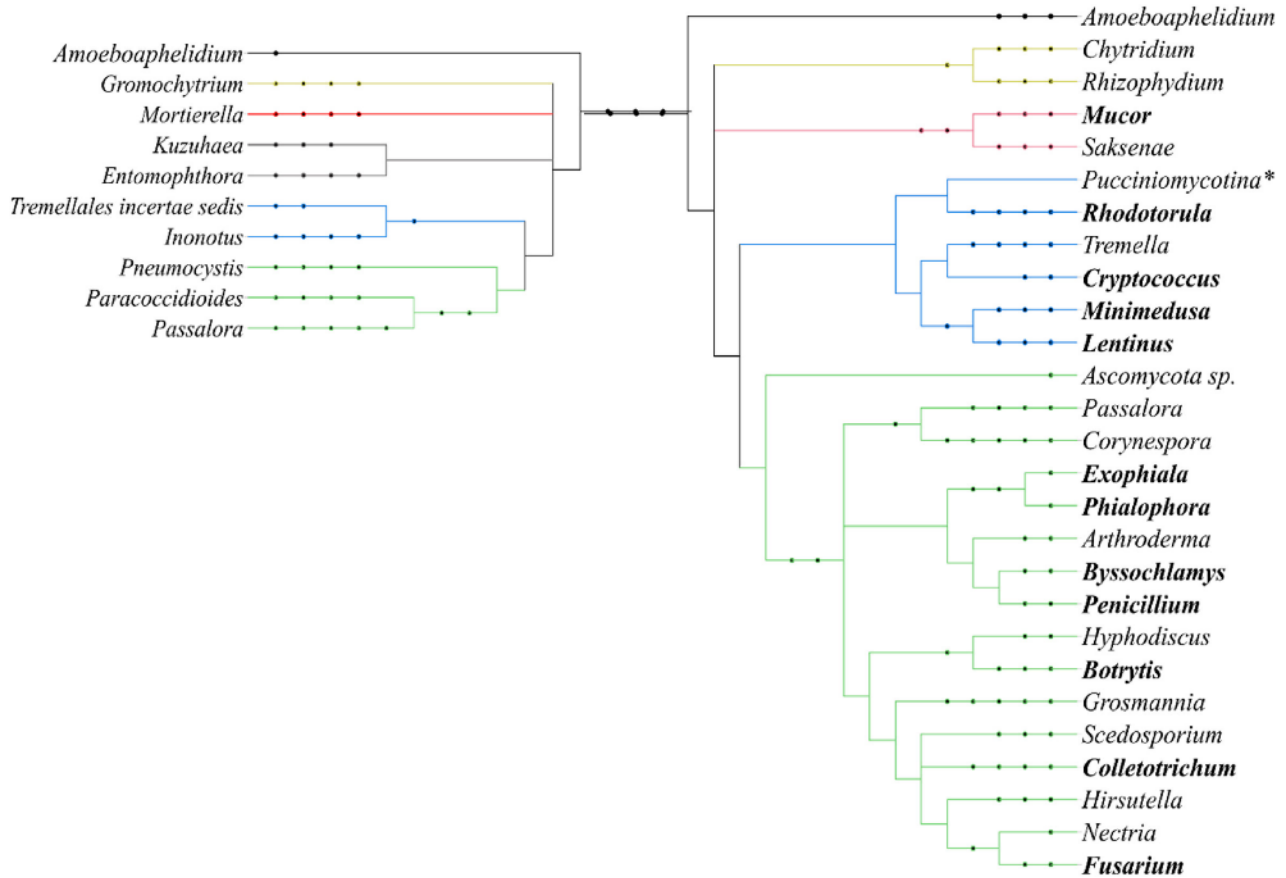 Amoeboaphelidium
Gromochytrium
Mortierella
Kuzuhaea
Entomophthora
Tremellales incertae sedis
Inonotus
Pneumocystis
Paracoccidioides
Passalora
Amoeboaphelidium
Chytridium
Rhizophydium
Mucor
Saksenae
Pucciniomycotina*
Rhodotorula
Tremella
Cryptococcus
Minimedusa
Lentinus
Ascomycota sp.
Passalora
Corynespora
Exophiala
Phialophora
Arthroderma
Byssochlamys
Penicillium
Hyphodiscus
Botrytis
Grosmannia
Scedosporium
Colletotrichum
Hirsutella
Nectria
Fusarium